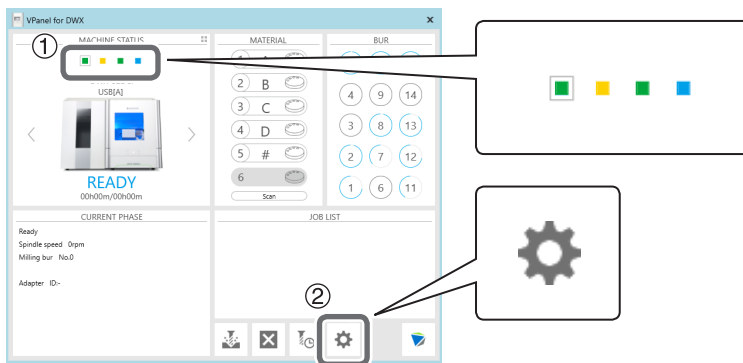 VPanel for DWX
MACHINE STATUS
①
USB[A]
READY
00h00m/00h00m
MATERIAL
2 B
3 C
4 D
5 #
6
Scan
BUR
4 9 14
3 8 13
2 7 12
1 6 11
CURRENT PHASE
Ready
Spindle speed 0rpm
Milling bur No.0
Adapter ID:-
JOB LIST
②